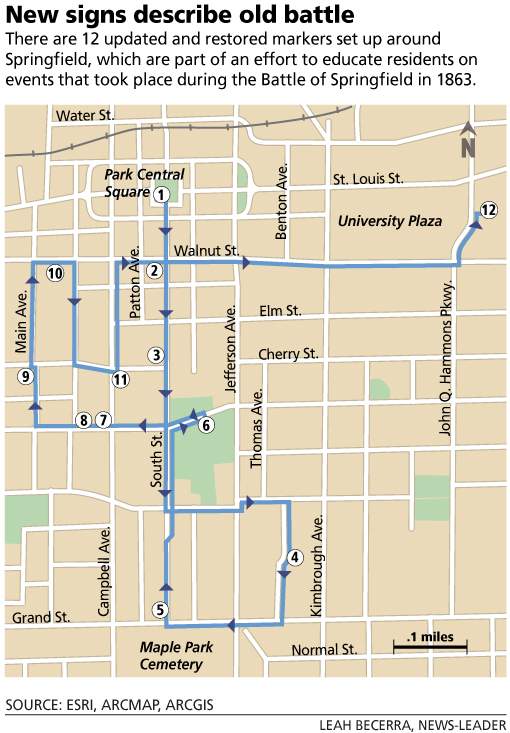 New signs describe old battle
There are 12 updated and restored markers set up around
Springfield, which are part of an effort to educate residents on
events that took place during the Battle of Springfield in 1863.
Water St.
N
Park Central
Square
1
St. Louis St.
Benton Ave.
University Plaza
12
Walnut St.
2
10
Patton Ave.
Main Ave.
Elm St.
Jefferson Ave.
John Q. Hammons Pkwy.
3
Cherry St.
9
11
Thomas Ave.
8
7
6
South St.
Campbell Ave.
Kimbrough Ave.
4
5
Grand St.
.1 miles
Maple Park
Cemetery
Normal St.
SOURCE: ESRI, ARCMAP, ARCGIS
LEAH BECERRA, NEWS-LEADER